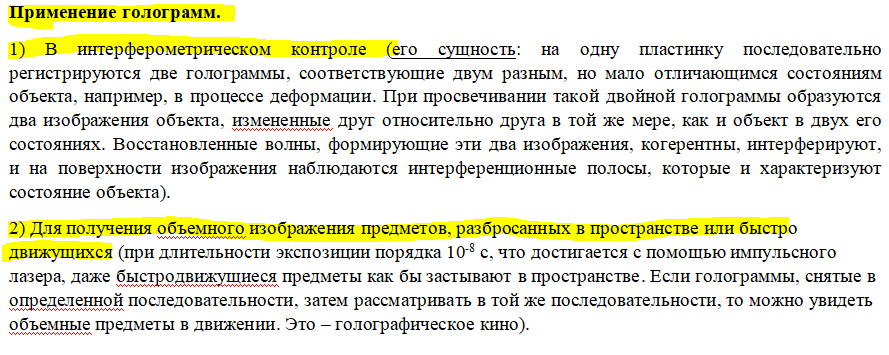 Применение голограмм.
1) В интерферометрическом контроле (его сущность: на одну пластинку последовательно
регистрируются две голограммы, соответствующие двум разным, но мало отличающимся состояниям
объекта, например, в процессе деформации. При просвечивании такой двойной голограммы образуются
два изображения объекта, измененные друг относительно друга в той же мере, как и объект в двух его
состояниях. Восстановленные волны, формирующие эти два изображения, когерентны, интерферируют,
и на поверхности изображения наблюдаются интерференционные полосы, которые и характеризуют
состояние объекта).
2) Для получения объемного изображения предметов, разбросанных в пространстве или быстро
движущихся (при длительности экспозиции порядка 10⁻⁸ с, что достигается с помощью импульсного
лазера, даже быстродвижущиеся предметы как бы застывают в пространстве. Если голограммы, снятые в
определенной последовательности, затем рассматривать в той же последовательности, то можно увидеть
объемные предметы в движении. Это – голографическое кино).